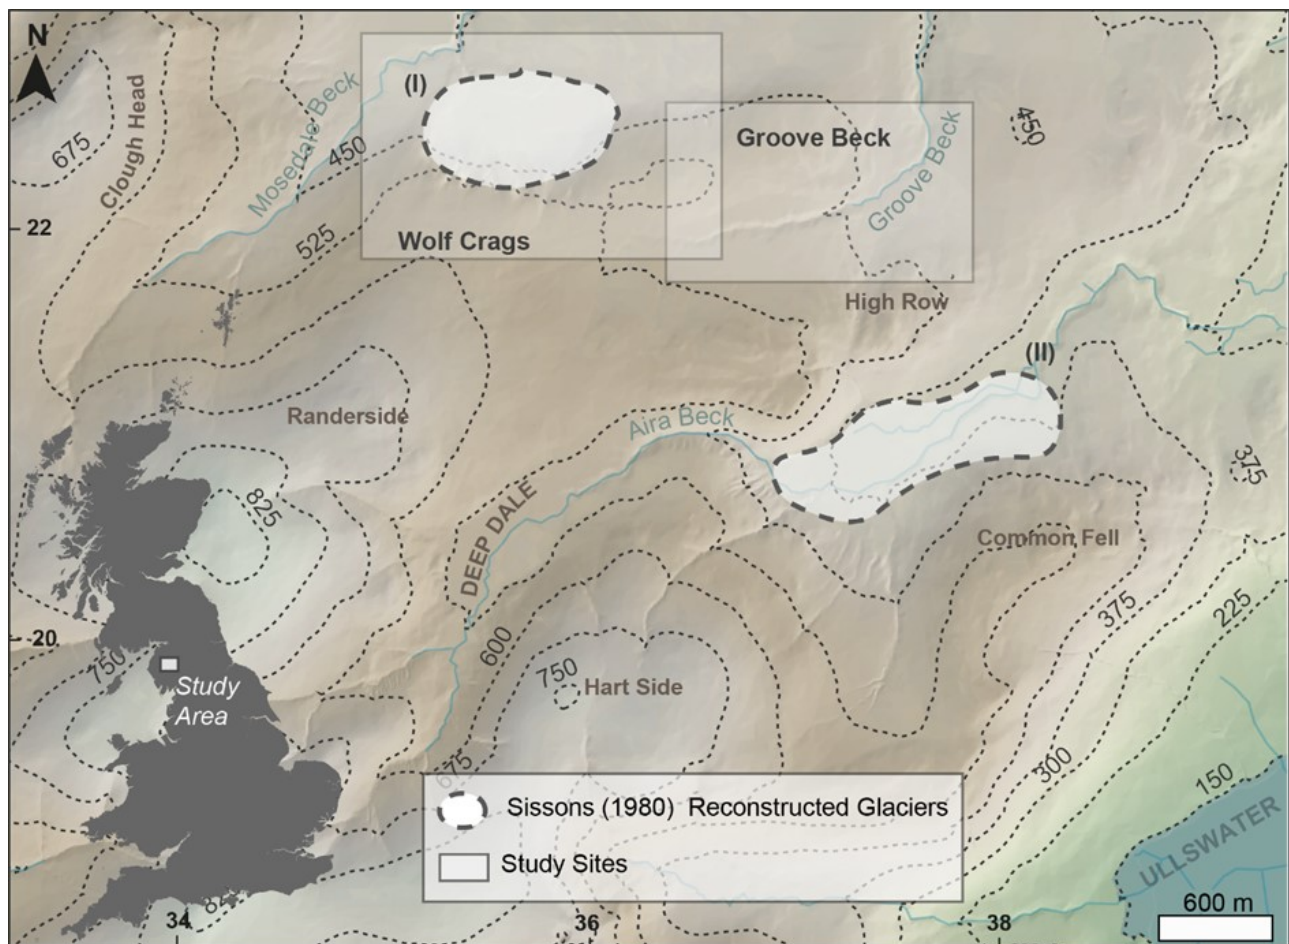 N
(I)
Mosedale Beck
Clough Head
675
450
Groove Beck
Groove Beck
450
22
525
Wolf Crags
High Row
(II)
Randerside
Aira Beck
375
825
DEEP DALE
Common Fell
20
750
Study
Area
600
750
Hart Side
375
225
675
300
150
Sissons (1980) Reconstructed Glaciers
Study Sites
ULLSWATER
600 m
34
36
38